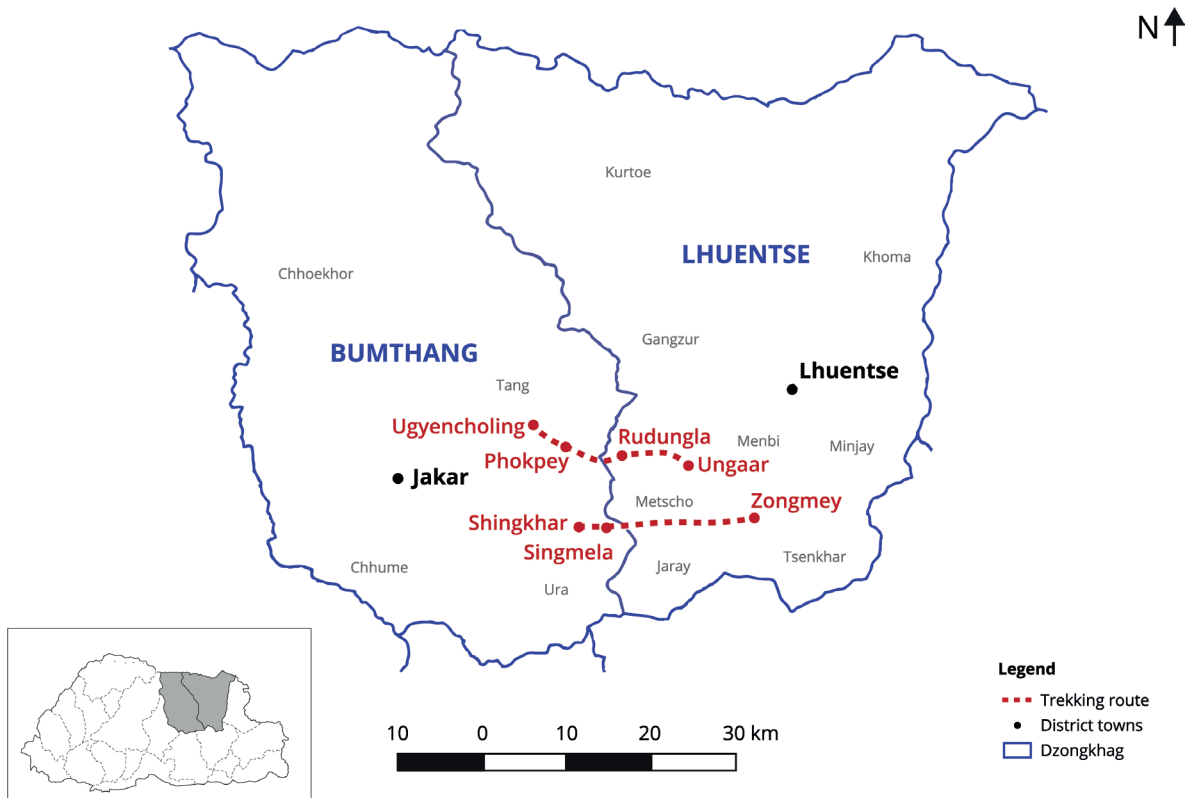 N
Kurtoe
LHUENTSE
Khoma
Chhoekhor
Gangzur
BUMTHANG
Lhuentse
Tang
Ugyencholing
Rudungla
Menbi
Minjay
Phokpey
Ungaar
Jakar
Metscho
Zongmey
Shingkhar
Singmela
Tsenkhar
Chhume
Jaray
Ura
Legend
Trekking route
District towns
Dzongkhag
10 0 10 20 30 km